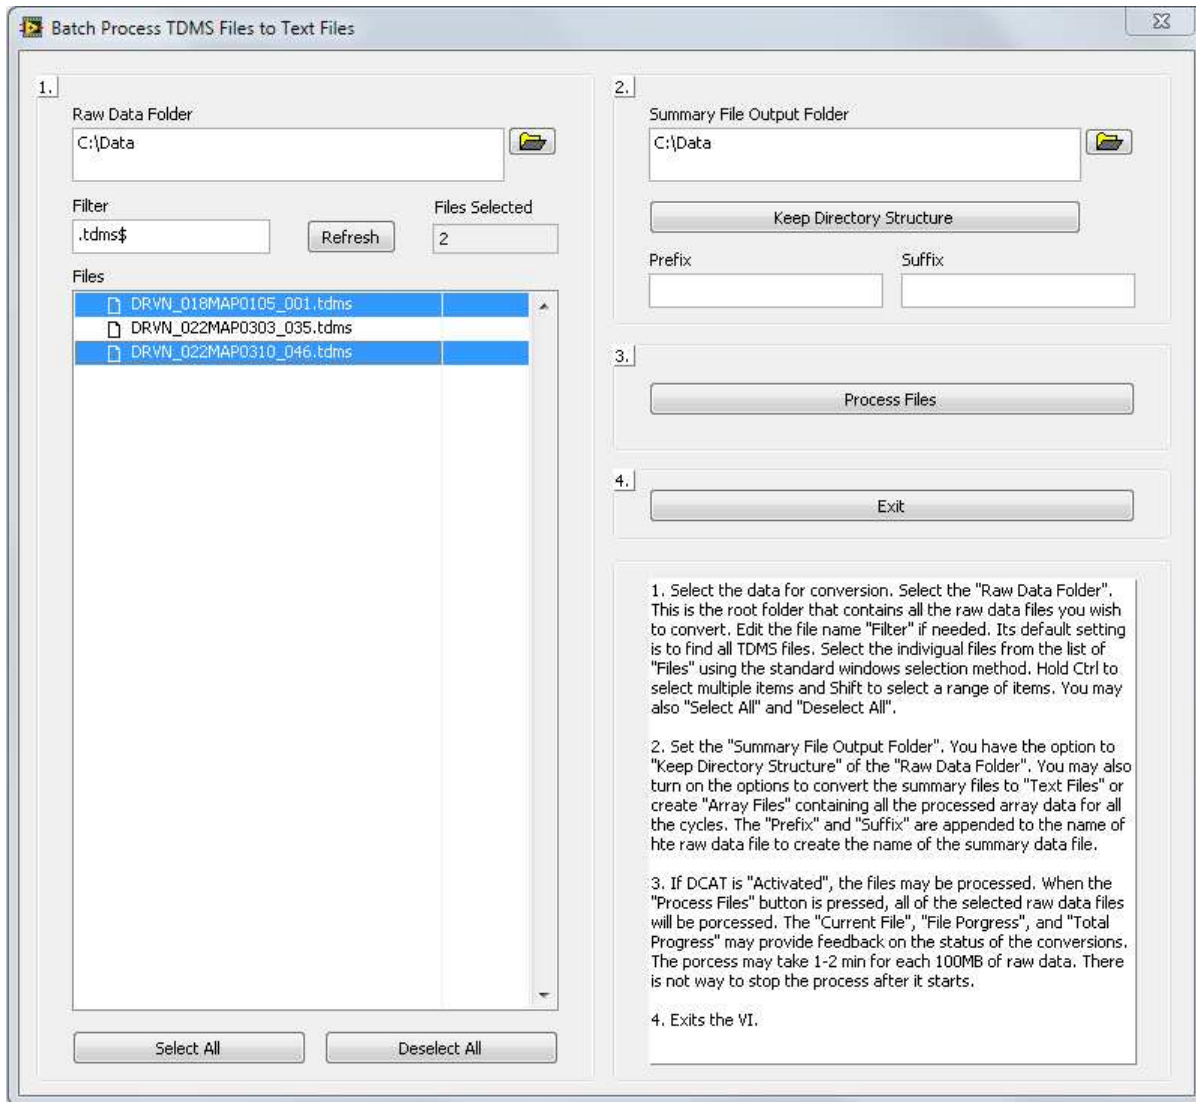 Batch Process TDMS Files to Text Files
1.
Raw Data Folder
C:\Data
Filter
Files Selected
.tdms$
Refresh
2
Files
DRVN_018MAP0105_001.tdms
DRVN_022MAP0303_035.tdms
DRVN_022MAP0310_046.tdms
Select All
Deselect All
2.
Summary File Output Folder
C:\Data
Keep Directory Structure
Prefix
Suffix
3.
Process Files
4.
Exit
1. Select the data for conversion. Select the "Raw Data Folder".
This is the root folder that contains all the raw data files you wish
to convert. Edit the file name "Filter" if needed. Its default setting
is to find all TDMS files. Select the indivigual files from the list of
"Files" using the standard windows selection method. Hold Ctrl to
select multiple items and Shift to select a range of items. You may
also "Select All" and "Deselect All".
2. Set the "Summary File Output Folder". You have the option to
"Keep Directory Structure" of the "Raw Data Folder". You may also
turn on the options to convert the summary files to "Text Files" or
create "Array Files" containing all the processed array data for all
the cycles. The "Prefix" and "Suffix" are appended to the name of
hte raw data file to create the name of the summary data file.
3. If DCAT is "Activated", the files may be processed. When the
"Process Files" button is pressed, all of the selected raw data files
will be porcessed. The "Current File", "File Porgress", and "Total
Progress" may provide feedback on the status of the conversions.
The porcess may take 1-2 min for each 100MB of raw data. There
is not way to stop the process after it starts.
4. Exits the VI.